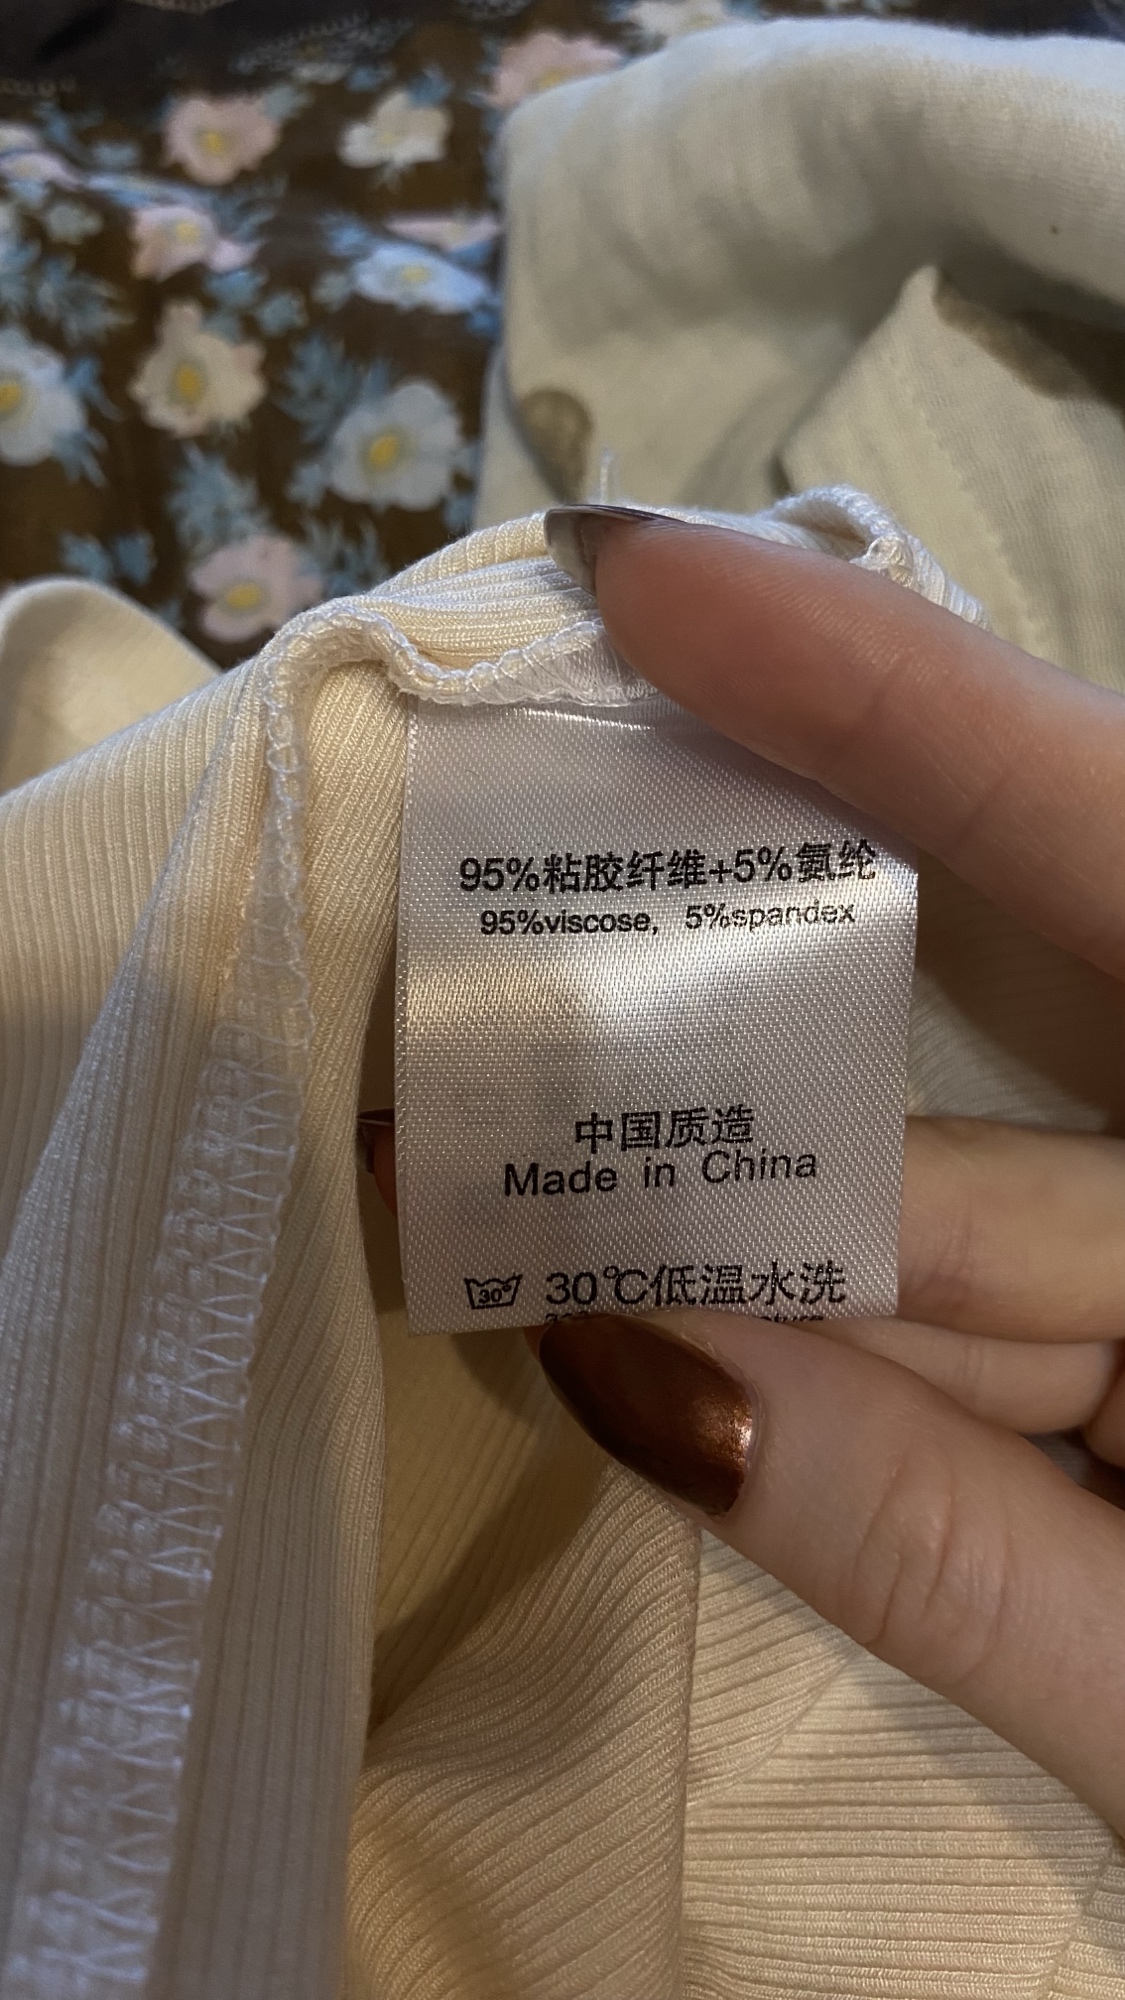 95%粘胶纤维+5%氨纶
95%viscose, 5%spandex
中国质造
Made in China
30° 30℃低温水洗